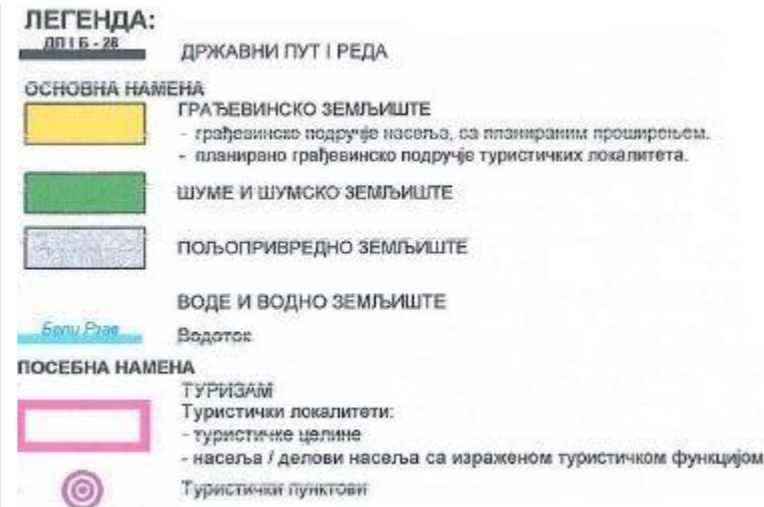 ЛЕГЕНДА:
ДП I Б - 28
ДРЖАВНИ ПУТ I РЕДА
ОСНОВНА НАМЕНА
ГРАЂЕВИНСКО ЗЕМЉИШТЕ
- грађевинско подручје насеља, са планираним проширењем.
- планирано грађевинско подручје туристичких локалитета.
ШУМЕ И ШУМСКО ЗЕМЉИШТЕ
ПОЉОПРИВРЕДНО ЗЕМЉИШТЕ
ВОДЕ И ВОДНО ЗЕМЉИШТЕ
Бели Рзав
Водоток
ПОСЕБНА НАМЕНА
ТУРИЗАМ
Туристички локалитети:
- туристичке целине
- насеља / делови насеља са израженом туристичком функцијом
Туристички пунктови